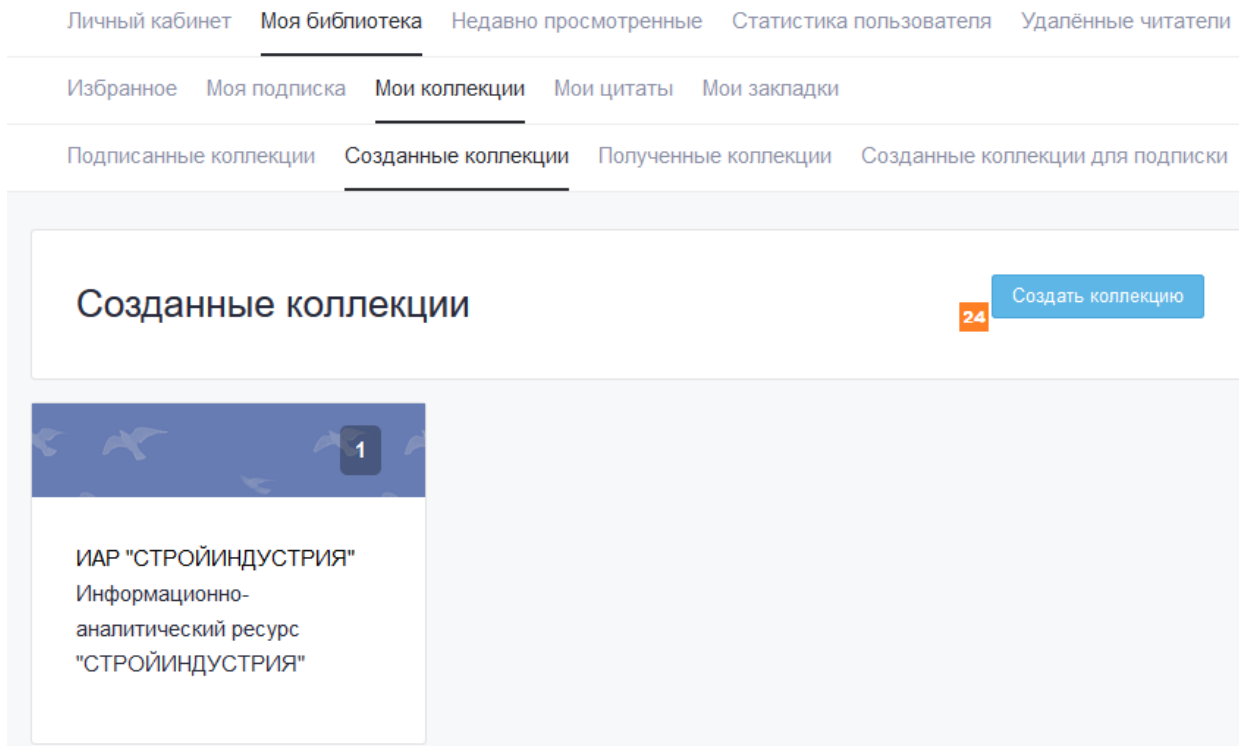 Личный кабинет Моя библиотека Недавно просмотренные Статистика пользователя Удалённые читатели
Избранное Моя подписка Мои коллекции Мои цитаты Мои закладки
Подписанные коллекции Созданные коллекции Полученные коллекции Созданные коллекции для подписки
Созданные коллекции
24 Создать коллекцию
1
ИАР "СТРОЙИНДУСТРИЯ"
Информационно-
аналитический ресурс
"СТРОЙИНДУСТРИЯ"